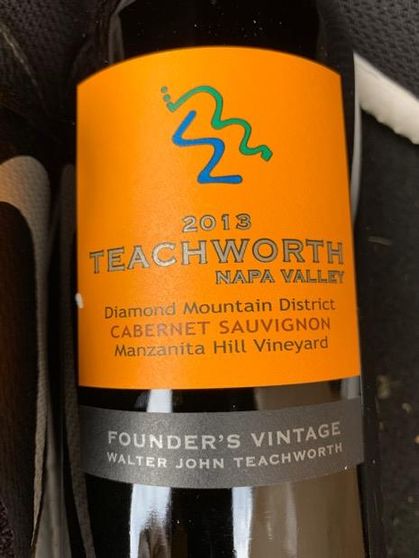 2013
TEACHWORTH
NAPA VALLEY
Diamond Mountain District
CABERNET SAUVIGNON
Manzanita Hill Vineyard
FOUNDER'S VINTAGE
WALTER JOHN TEACHWORTH